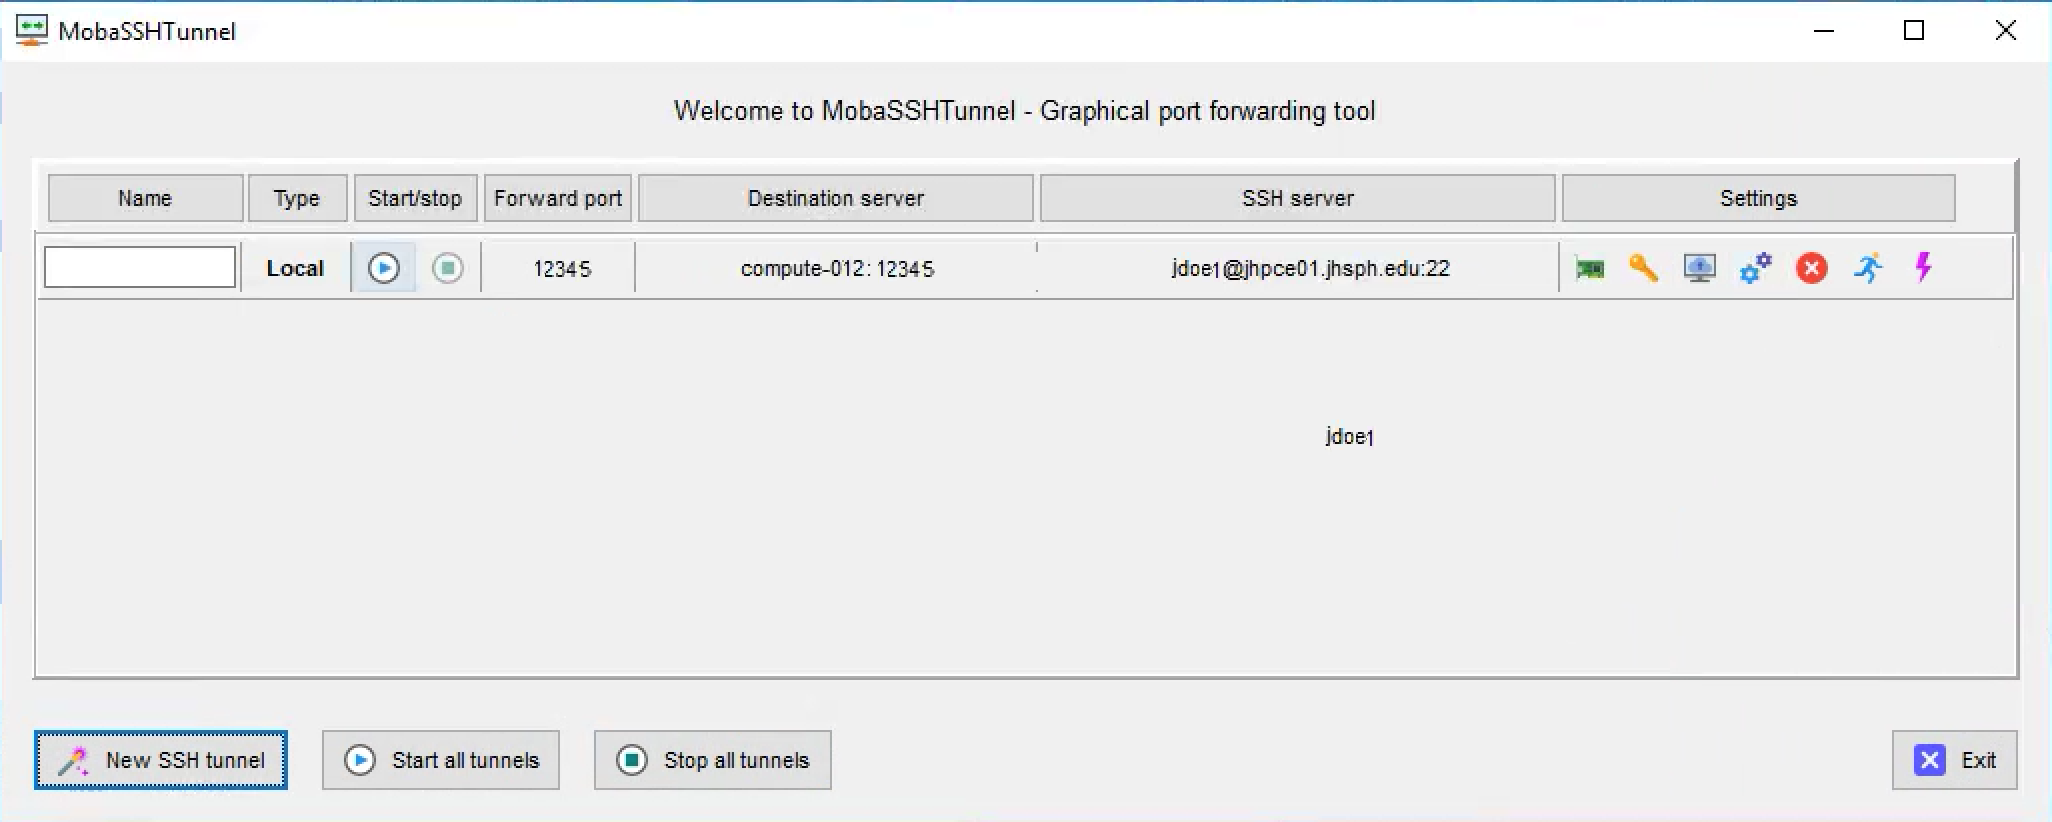 MobaSSHTunnel
Welcome to MobaSSHTunnel - Graphical port forwarding tool
Name Type Start/stop Forward port Destination server SSH server Settings
Local 12345 compute-012: 12345 jdoe1@jhpce01.jhsph.edu:22
jdoe1
New SSH tunnel Start all tunnels Stop all tunnels Exit